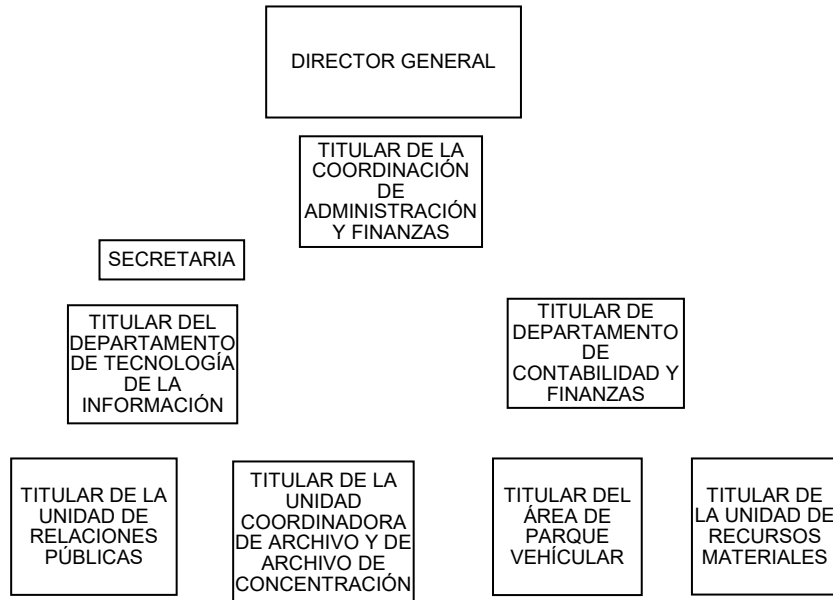 DIRECTOR GENERAL
TITULAR DE LA
COORDINACIÓN
DE
ADMINISTRACIÓN
Y FINANZAS
SECRETARIA
TITULAR DEL
DEPARTAMENTO
DE TECNOLOGÍA
DE LA
INFORMACIÓN
TITULAR DE
DEPARTAMENTO
DE
CONTABILIDAD Y
FINANZAS
TITULAR DE LA
UNIDAD DE
RELACIONES
PÚBLICAS
TITULAR DE LA
UNIDAD
COORDINADORA
DE ARCHIVO Y DE
ARCHIVO DE
CONCENTRACIÓN
TITULAR DEL
ÁREA DE
PARQUE
VEHÍCULAR
TITULAR DE
LA UNIDAD DE
RECURSOS
MATERIALES